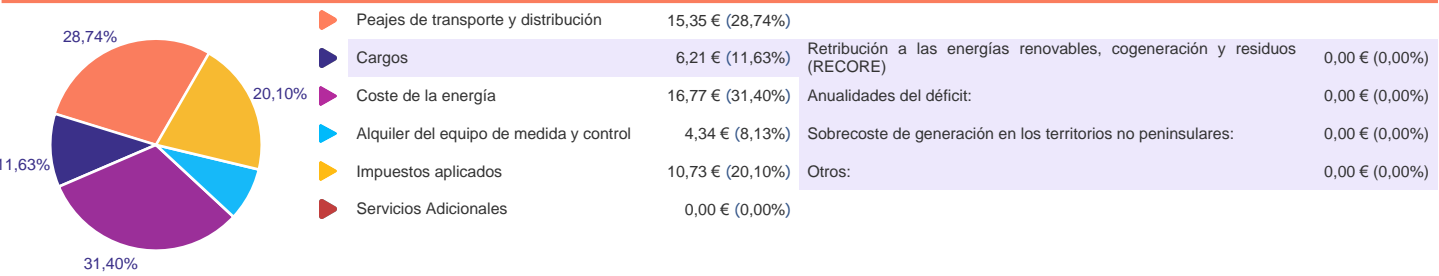 28,74%
20,10%
11,63%
31,40%
Peajes de transporte y distribución 15,35 € (28,74%)
Cargos 6,21 € (11,63%)
Coste de la energía 16,77 € (31,40%)
Alquiler del equipo de medida y control 4,34 € (8,13%)
Impuestos aplicados 10,73 € (20,10%)
Servicios Adicionales 0,00 € (0,00%)
Retribución a las energías renovables, cogeneración y residuos
(RECORE) 0,00 € (0,00%)
Anualidades del déficit: 0,00 € (0,00%)
Sobrecoste de generación en los territorios no peninsulares: 0,00 € (0,00%)
Otros: 0,00 € (0,00%)